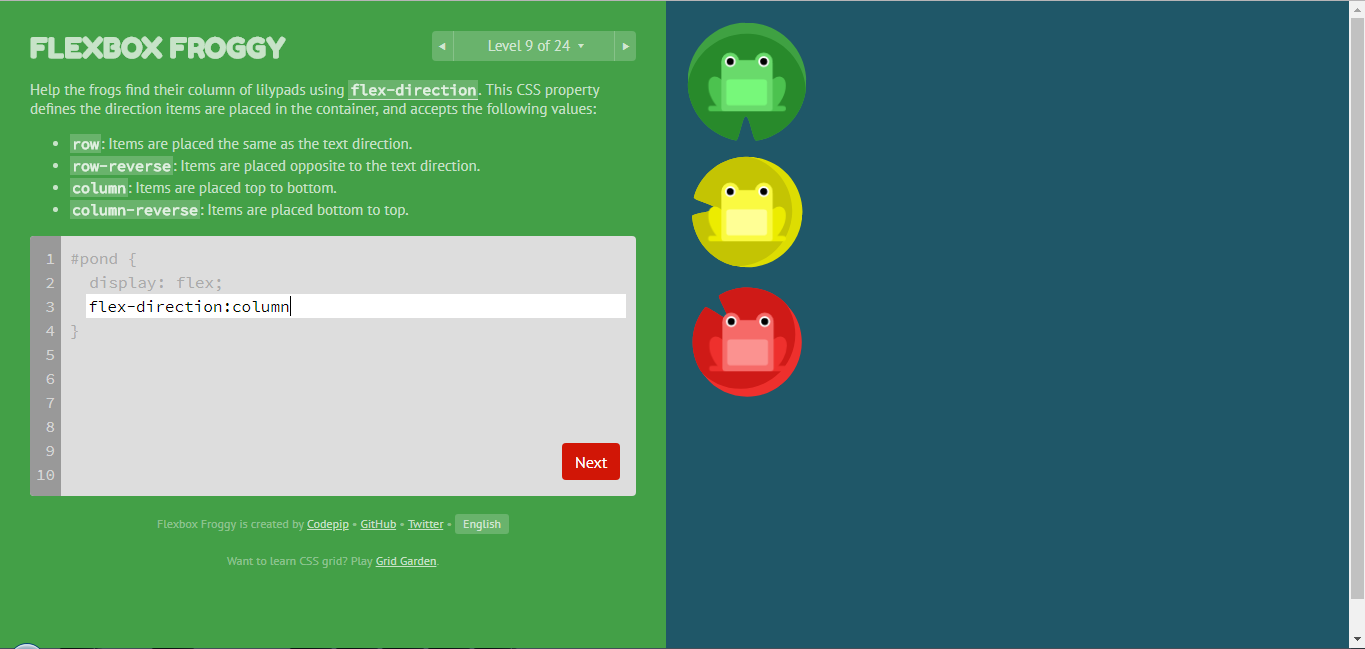 FLEXBOX FROGGY
◄ Level 9 of 24 ▾ ►
Help the frogs find their column of lilypads using flex-direction. This CSS property
defines the direction items are placed in the container, and accepts the following values:
• row: Items are placed the same as the text direction.
• row-reverse: Items are placed opposite to the text direction.
• column: Items are placed top to bottom.
• column-reverse: Items are placed bottom to top.
1 #pond {
2 display: flex;
3 flex-direction:column
4 }
5
6
7
8
9
10
Next
Flexbox Froggy is created by Codepip • GitHub • Twitter • English
Want to learn CSS grid? Play Grid Garden.